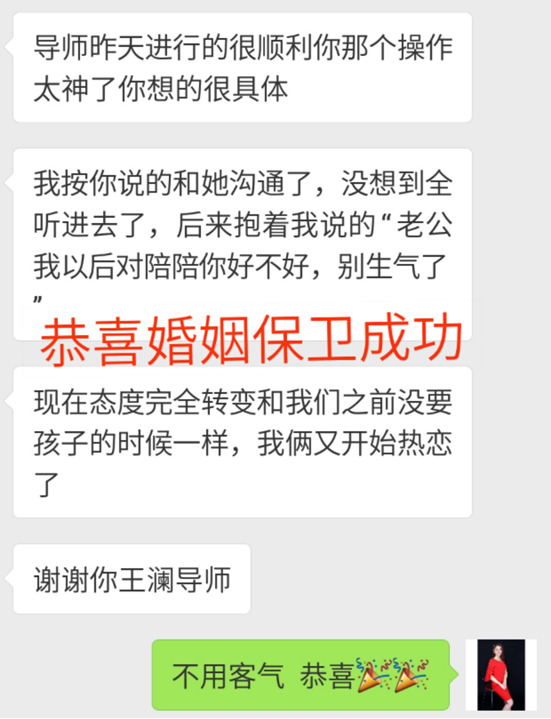 导师昨天进行的很顺利你那个操作
太神了你想的很具体
我按你说的和她沟通了，没想到全
听进去了，后来抱着我说的“老公
我以后对陪陪你好不好，别生气了
”
恭喜婚姻保卫成功
现在态度完全转变和我们之前没要
孩子的时候一样，我俩又开始热恋
了
谢谢你王澜导师
不用客气 恭喜🎉🎉